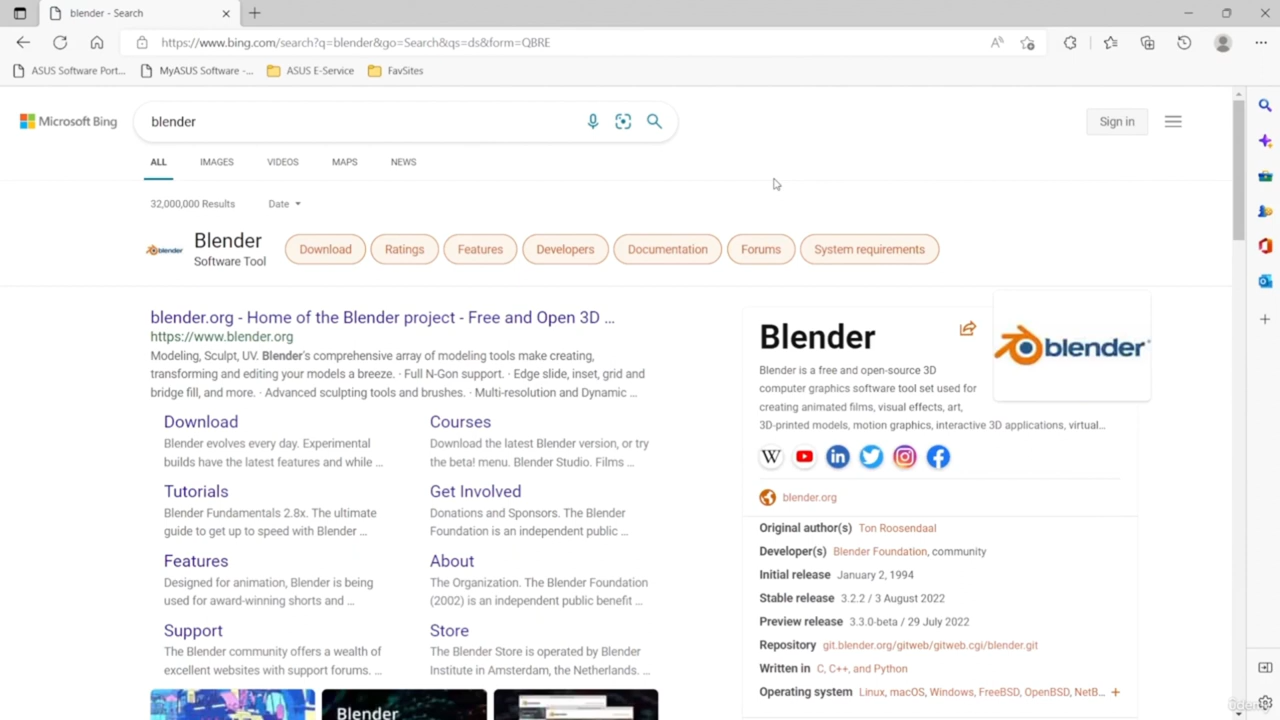 blender - Search
https://www.bing.com/search?q=blender&go=Search&qs=ds&form=QBRE
ASUS Software Port...
MyASUS Software -...
ASUS E-Service
FavSites
Microsoft Bing
blender
Sign in
ALL
IMAGES
VIDEOS
MAPS
NEWS
32,000,000 Results
Date
blender
Blender
Software Tool
Download
Ratings
Features
Developers
Documentation
Forums
System requirements
blender.org - Home of the Blender project - Free and Open 3D ...
https://www.blender.org
Modeling, Sculpt, UV. Blender's comprehensive array of modeling tools make creating,
transforming and editing your models a breeze. · Full N-Gon support. · Edge slide, inset, grid and
bridge fill, and more. · Advanced sculpting tools and brushes. · Multi-resolution and Dynamic ...
Download
Blender evolves every day. Experimental
builds have the latest features and while ...
Courses
Download the latest Blender version, or try
the beta! menu. Blender Studio. Films ...
Tutorials
Blender Fundamentals 2.8x. The ultimate
guide to get up to speed with Blender ...
Get Involved
Donations and Sponsors. The Blender
Foundation is an independent public ...
Features
Designed for animation, Blender is being
used for award-winning shorts and ...
About
The Organization. The Blender Foundation
(2002) is an independent public benefit ...
Support
The Blender community offers a wealth of
excellent websites with support forums. ...
Store
The Blender Store is operated by Blender
Institute in Amsterdam, the Netherlands. ...
Blender
Blender
blender
Blender is a free and open-source 3D
computer graphics software tool set used for
creating animated films, visual effects, art,
3D-printed models, motion graphics, interactive 3D applications, virtual...
W
blender.org
Original author(s) Ton Roosendaal
Developer(s) Blender Foundation, community
Initial release January 2, 1994
Stable release 3.2.2 / 3 August 2022
Preview release 3.3.0-beta / 29 July 2022
Repository git.blender.org/gitweb/gitweb.cgi/blender.git
Written in C, C++, and Python
Operating system Linux, macOS, Windows, FreeBSD, OpenBSD, NetB... +